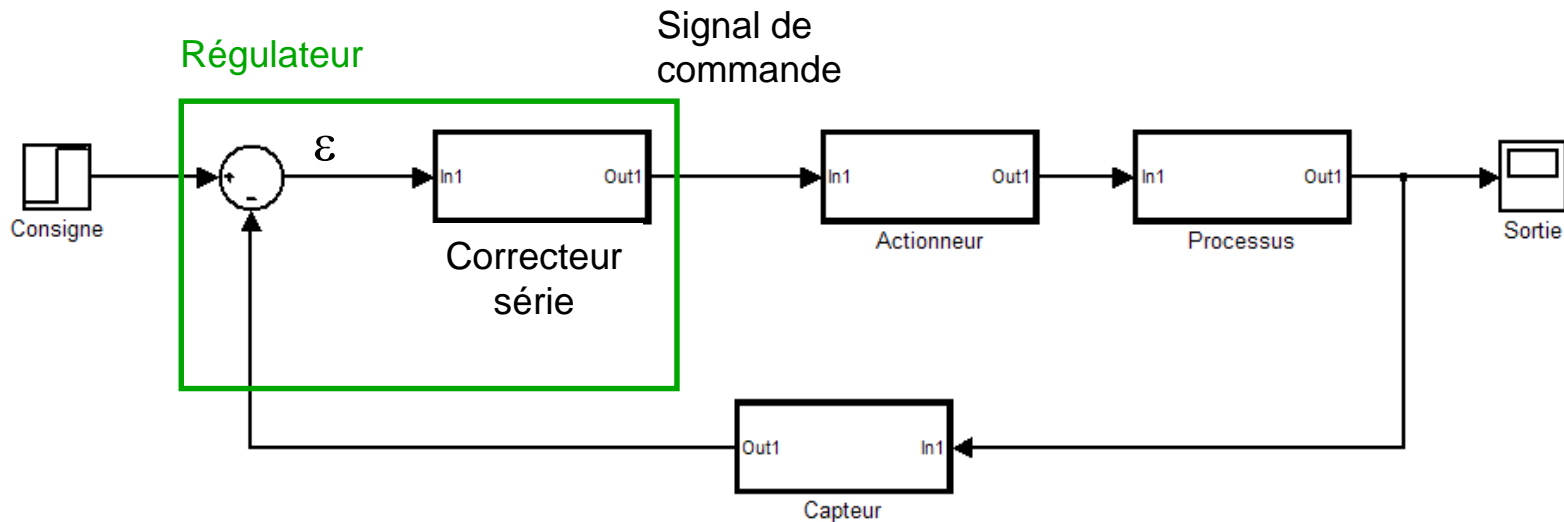 Signal de
commande
Régulateur
ε
+
-
In1
Out1
In1
Out1
In1
Out1
Consigne
Correcteur
série
Actionneur
Processus
Sortie
Out1
In1
Capteur